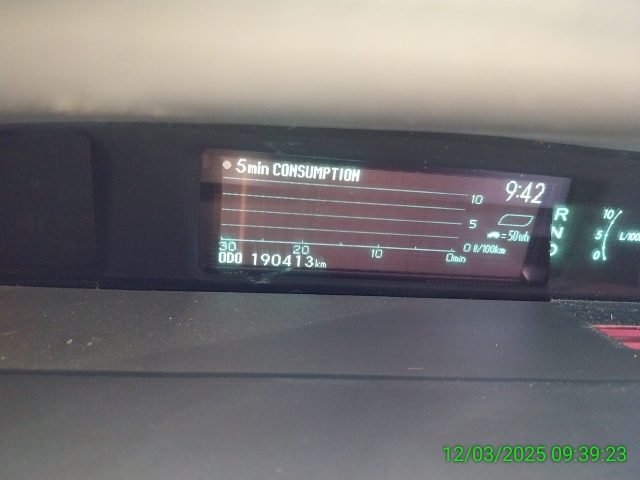 5min CONSUMPTION
9:42
10
5
0 ℓ/100km
=50Wh
30 20 10 0min
ODO 190413km
R
N
D
10
5
0
L/100
12/03/2025 09:39:23